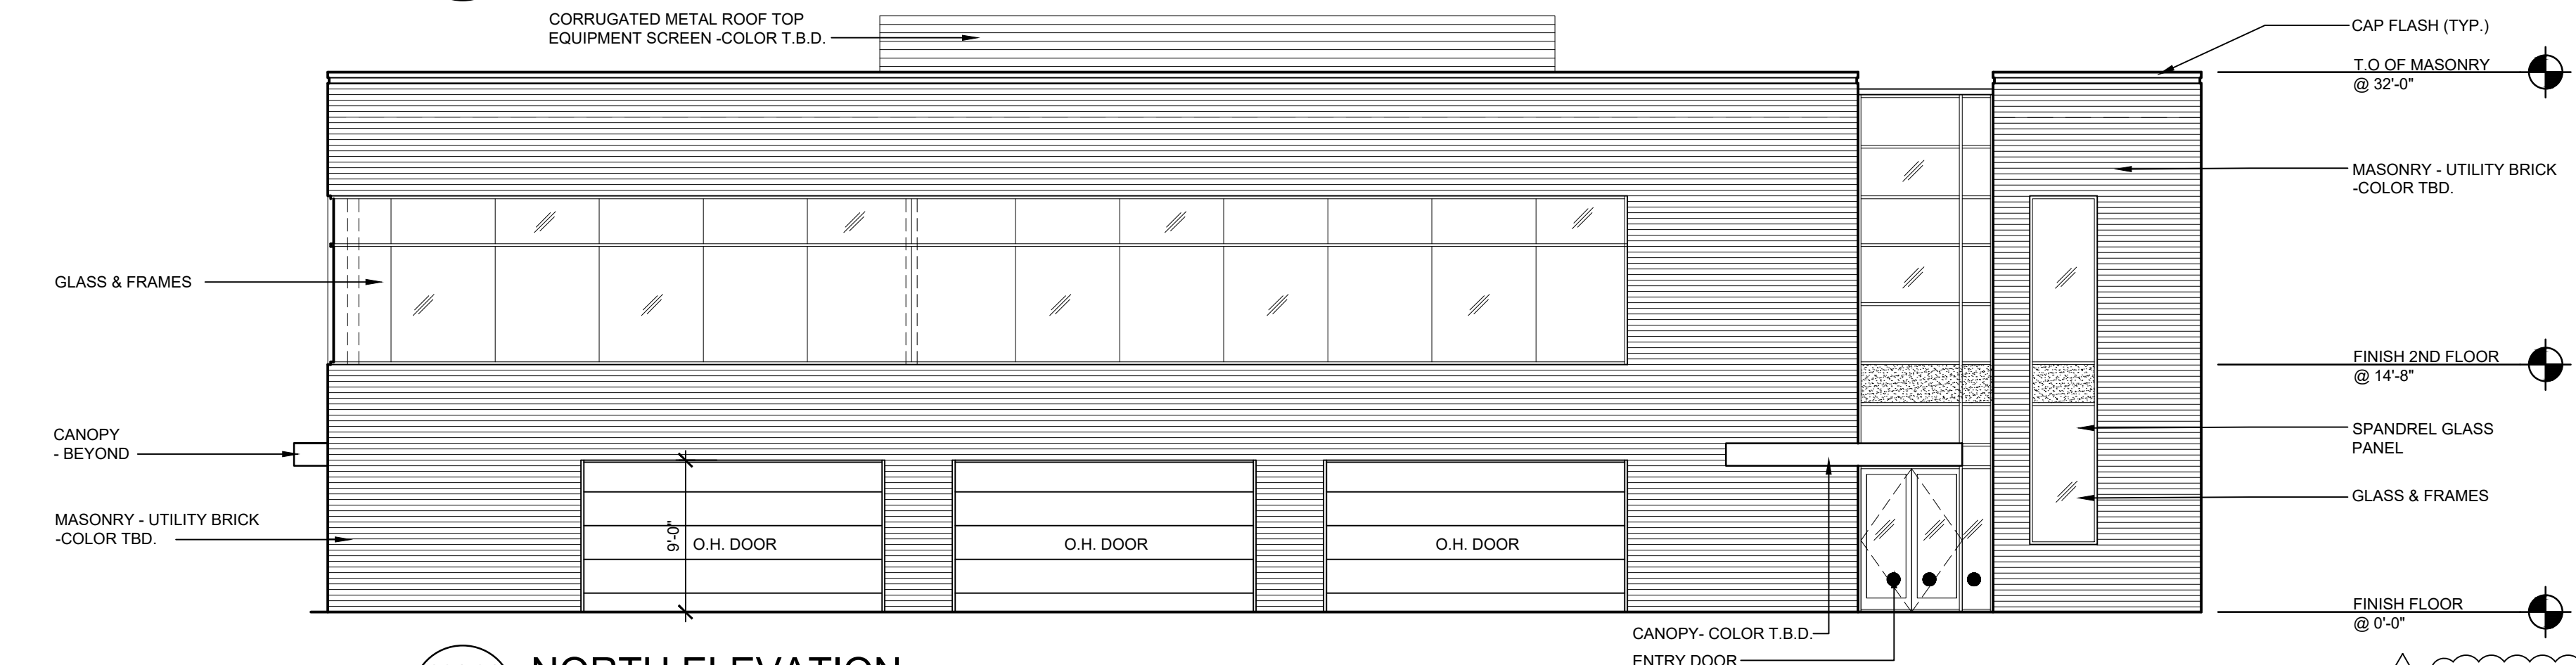 CORRUGATED METAL ROOF TOP
EQUIPMENT SCREEN -COLOR T.B.D.
CAP FLASH (TYP.)
T.O OF MASONRY
@ 32'-0"
MASONRY - UTILITY BRICK
-COLOR TBD.
GLASS & FRAMES
FINISH 2ND FLOOR
@ 14'-8"
CANOPY
- BEYOND
SPANDREL GLASS
PANEL
GLASS & FRAMES
MASONRY - UTILITY BRICK
-COLOR TBD.
9'-0"
O.H. DOOR
O.H. DOOR
O.H. DOOR
FINISH FLOOR
@ 0'-0"
CANOPY- COLOR T.B.D.
ENTRY DOOR
NORTH ELEVATION